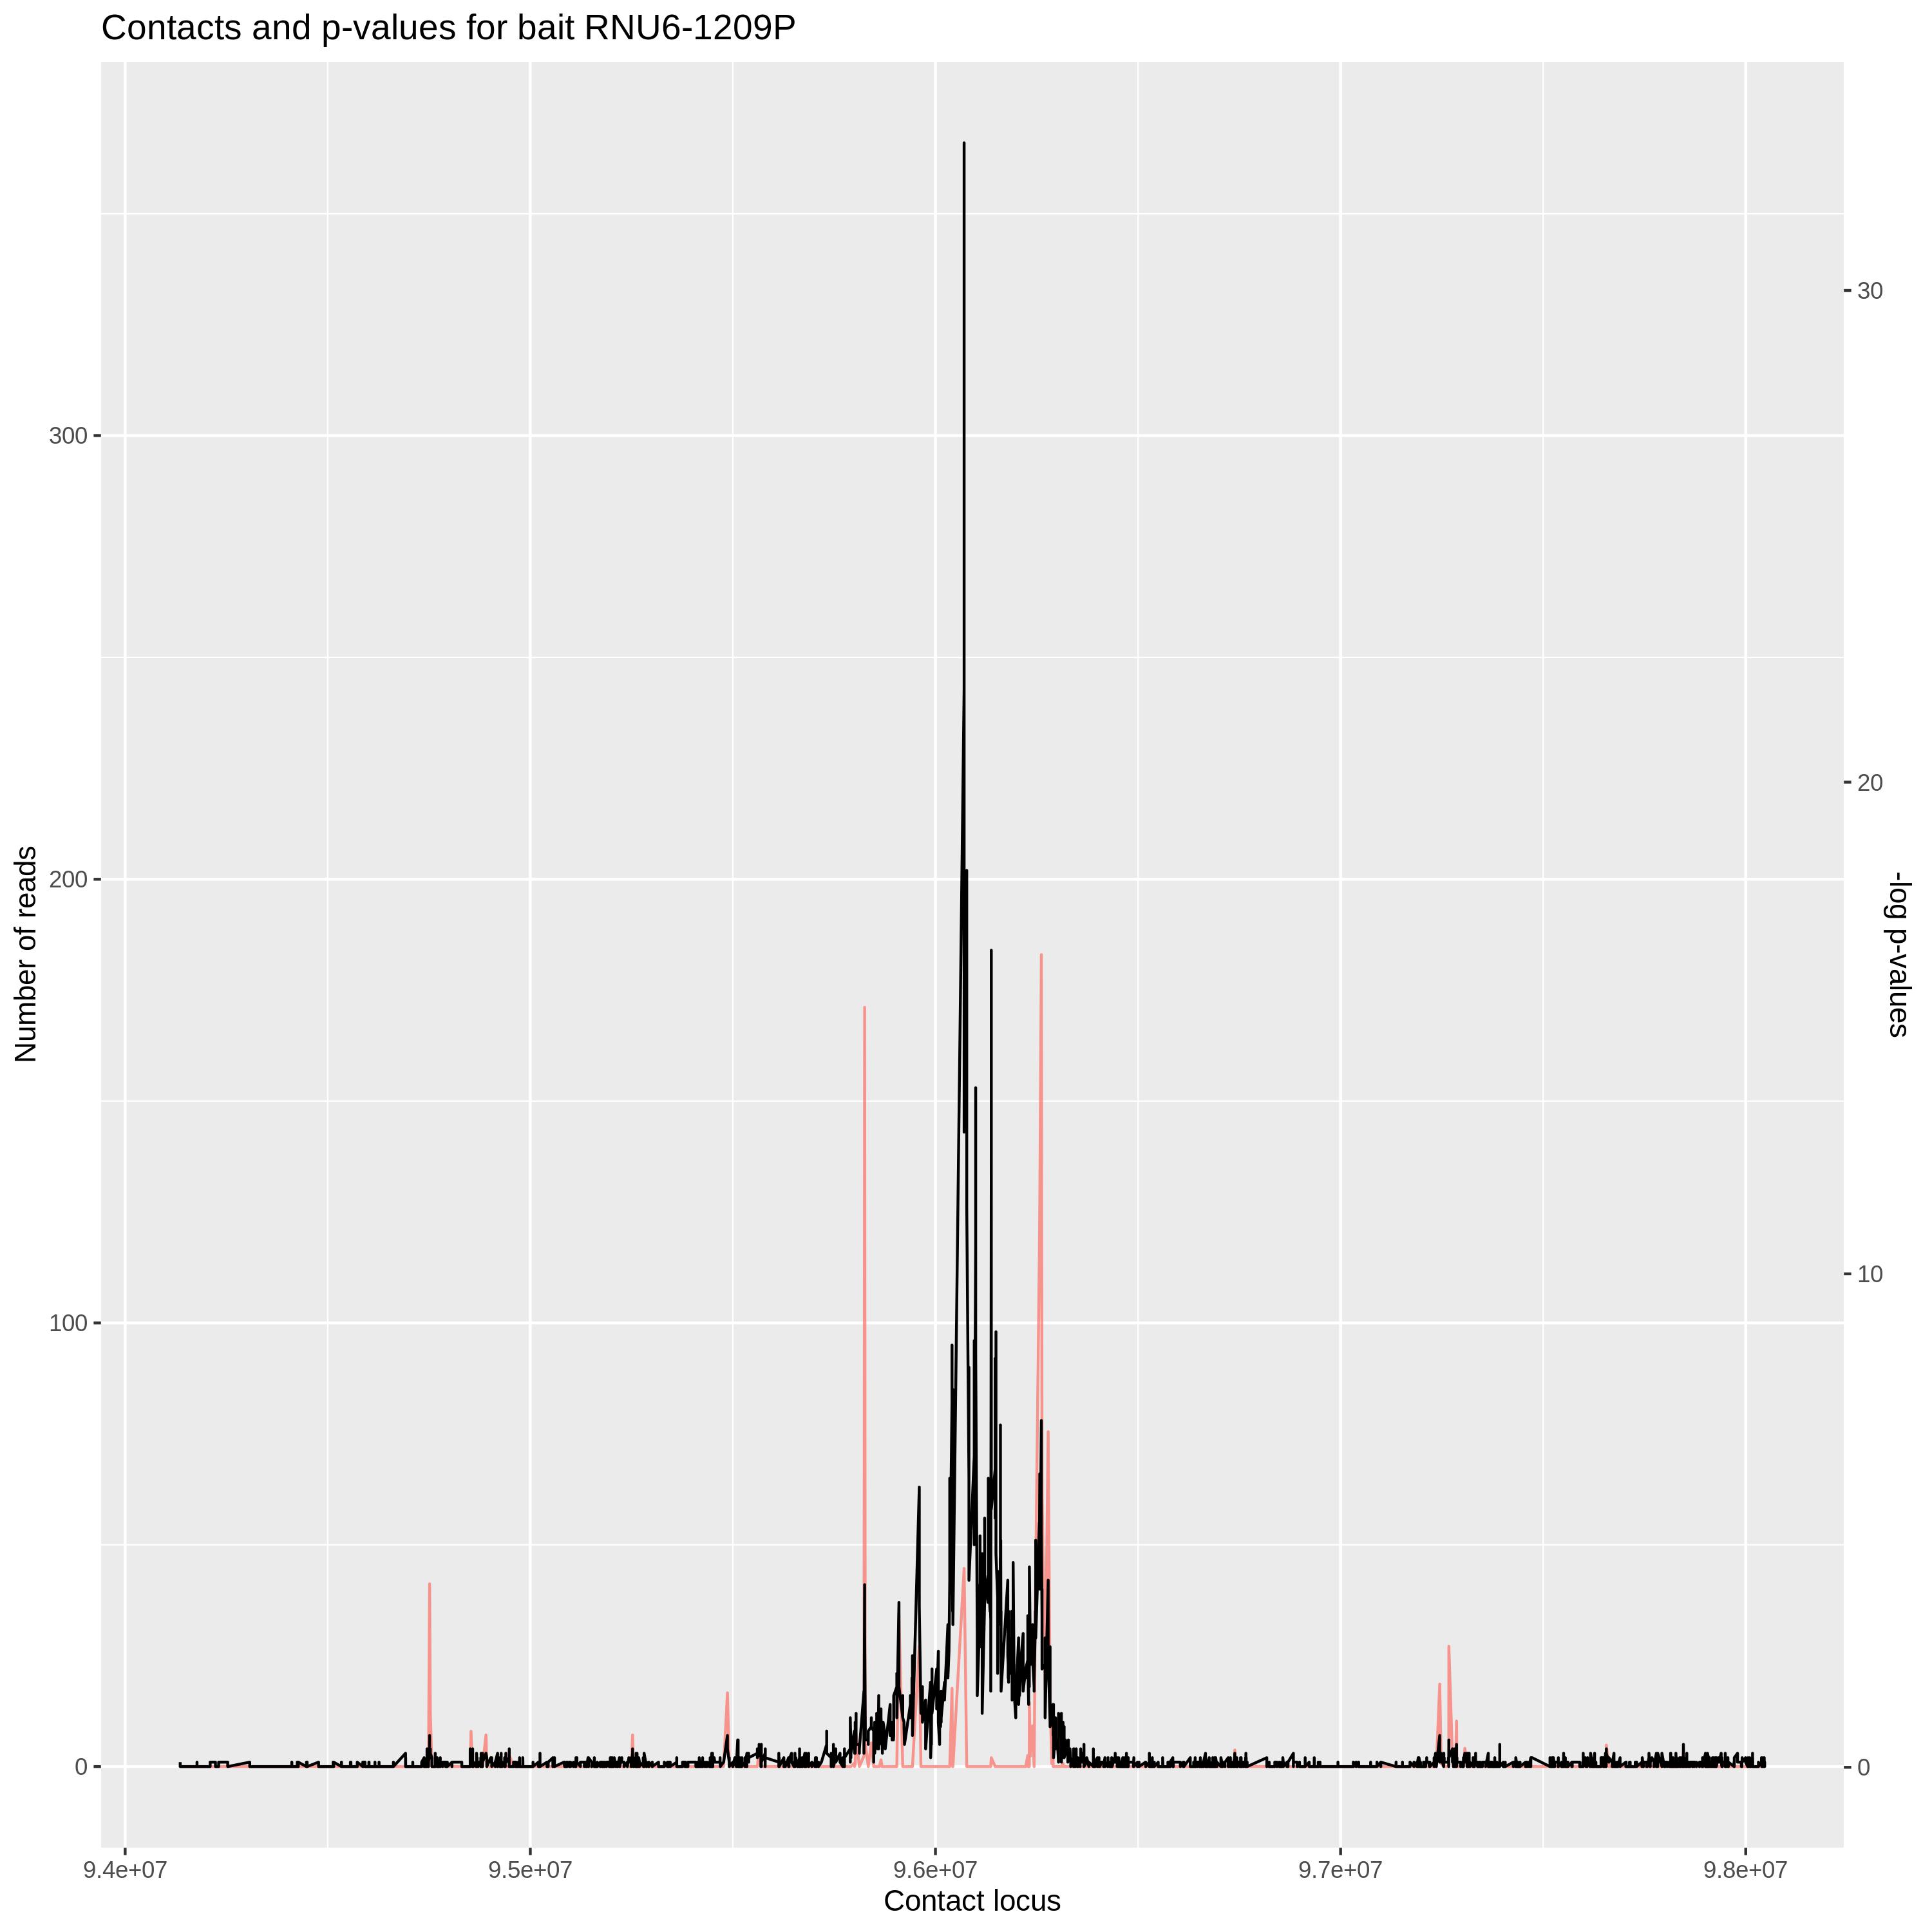 Contacts and p-values for bait RNU6-1209P
Number of reads
300
200
100
0
30
20
10
0
-log p-values
9.4e+07
9.5e+07
9.6e+07
9.7e+07
9.8e+07
Contact locus